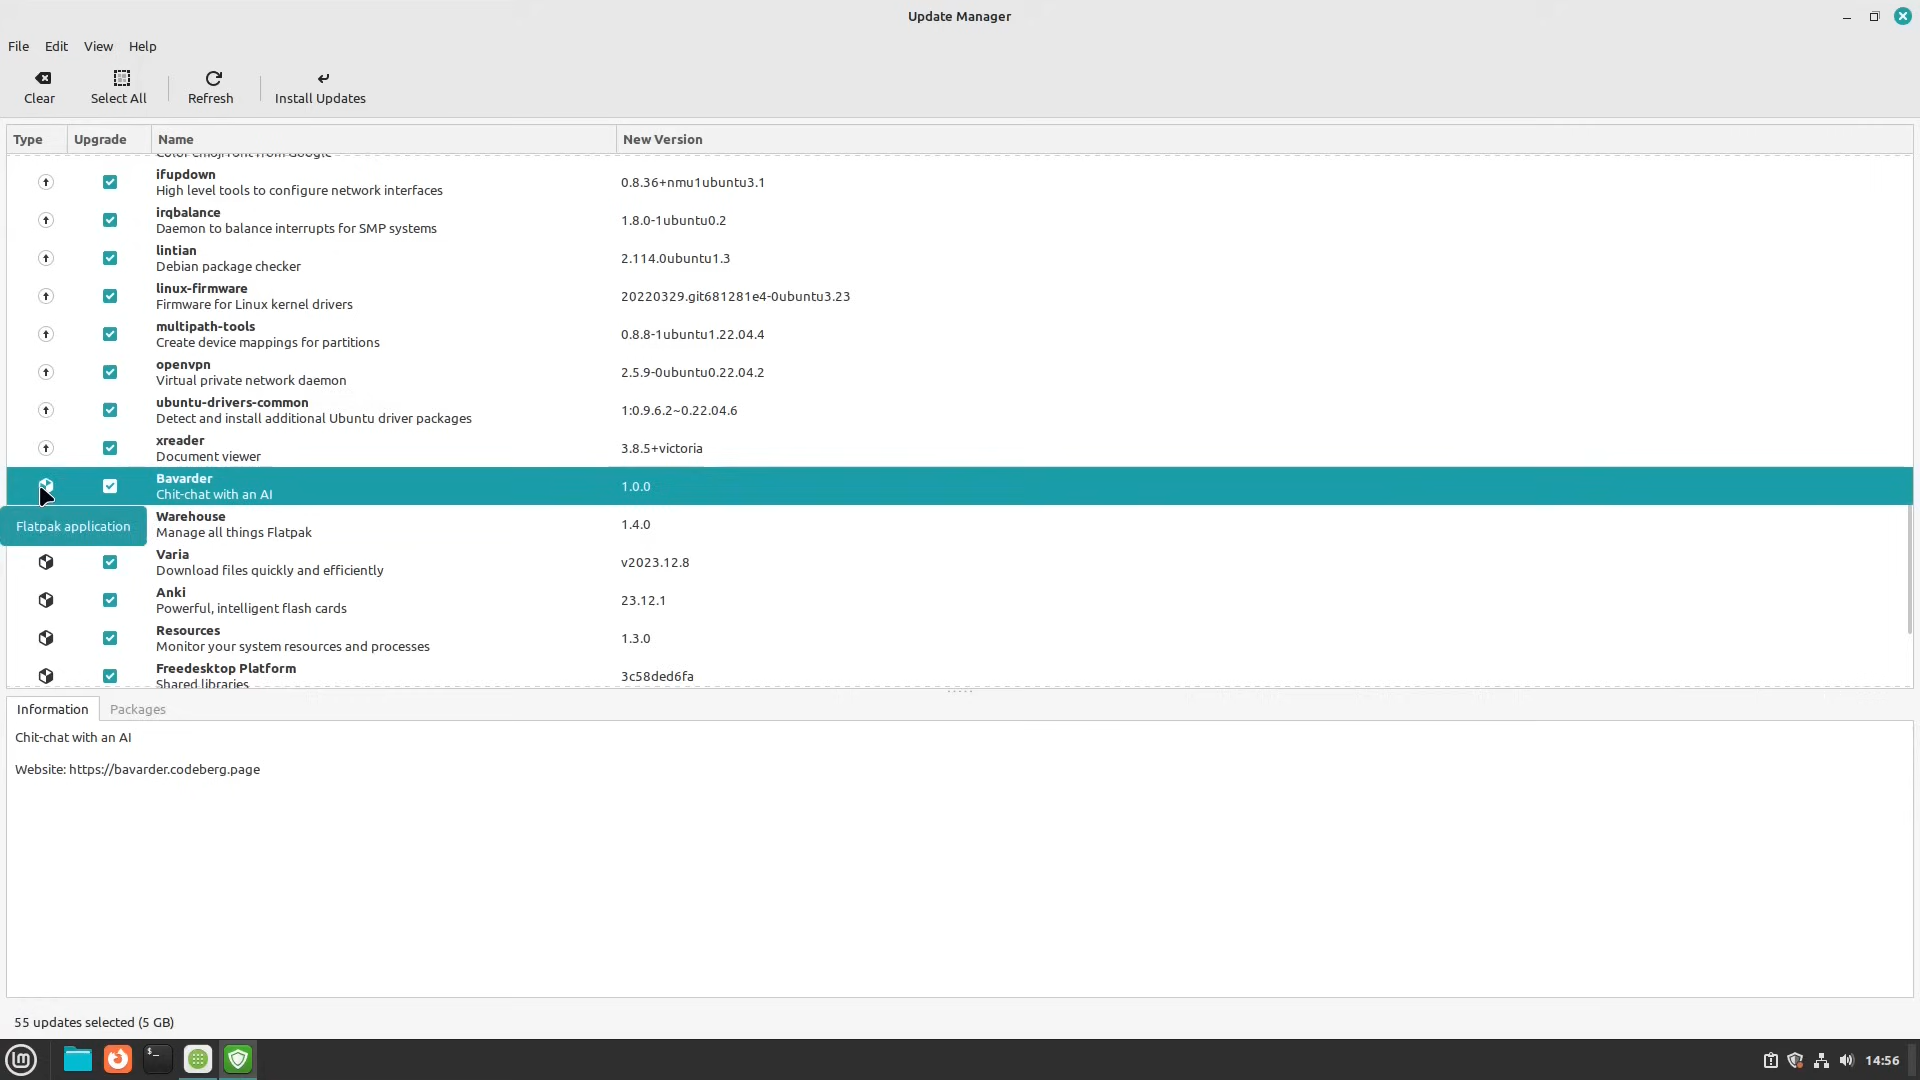 Update Manager
File Edit View Help
Clear Select All Refresh Install Updates
Type Upgrade Name New Version
Color emoji font from Google
ifupdown
High level tools to configure network interfaces
0.8.36+nmu1ubuntu3.1
irqbalance
Daemon to balance interrupts for SMP systems
1.8.0-1ubuntu0.2
lintian
Debian package checker
2.114.0ubuntu1.3
linux-firmware
Firmware for Linux kernel drivers
20220329.git681281e4-0ubuntu3.23
multipath-tools
Create device mappings for partitions
0.8.8-1ubuntu1.22.04.4
openvpn
Virtual private network daemon
2.5.9-0ubuntu0.22.04.2
ubuntu-drivers-common
Detect and install additional Ubuntu driver packages
1:0.9.6.2~0.22.04.6
xreader
Document viewer
3.8.5+victoria
Bavarder
Chit-chat with an AI
1.0.0
Flatpak application
Warehouse
Manage all things Flatpak
1.4.0
Varia
Download files quickly and efficiently
v2023.12.8
Anki
Powerful, intelligent flash cards
23.12.1
Resources
Monitor your system resources and processes
1.3.0
Freedesktop Platform
Shared libraries
3c58ded6fa
Information Packages
Chit-chat with an AI
Website: https://bavarder.codeberg.page
55 updates selected (5 GB)
14:56